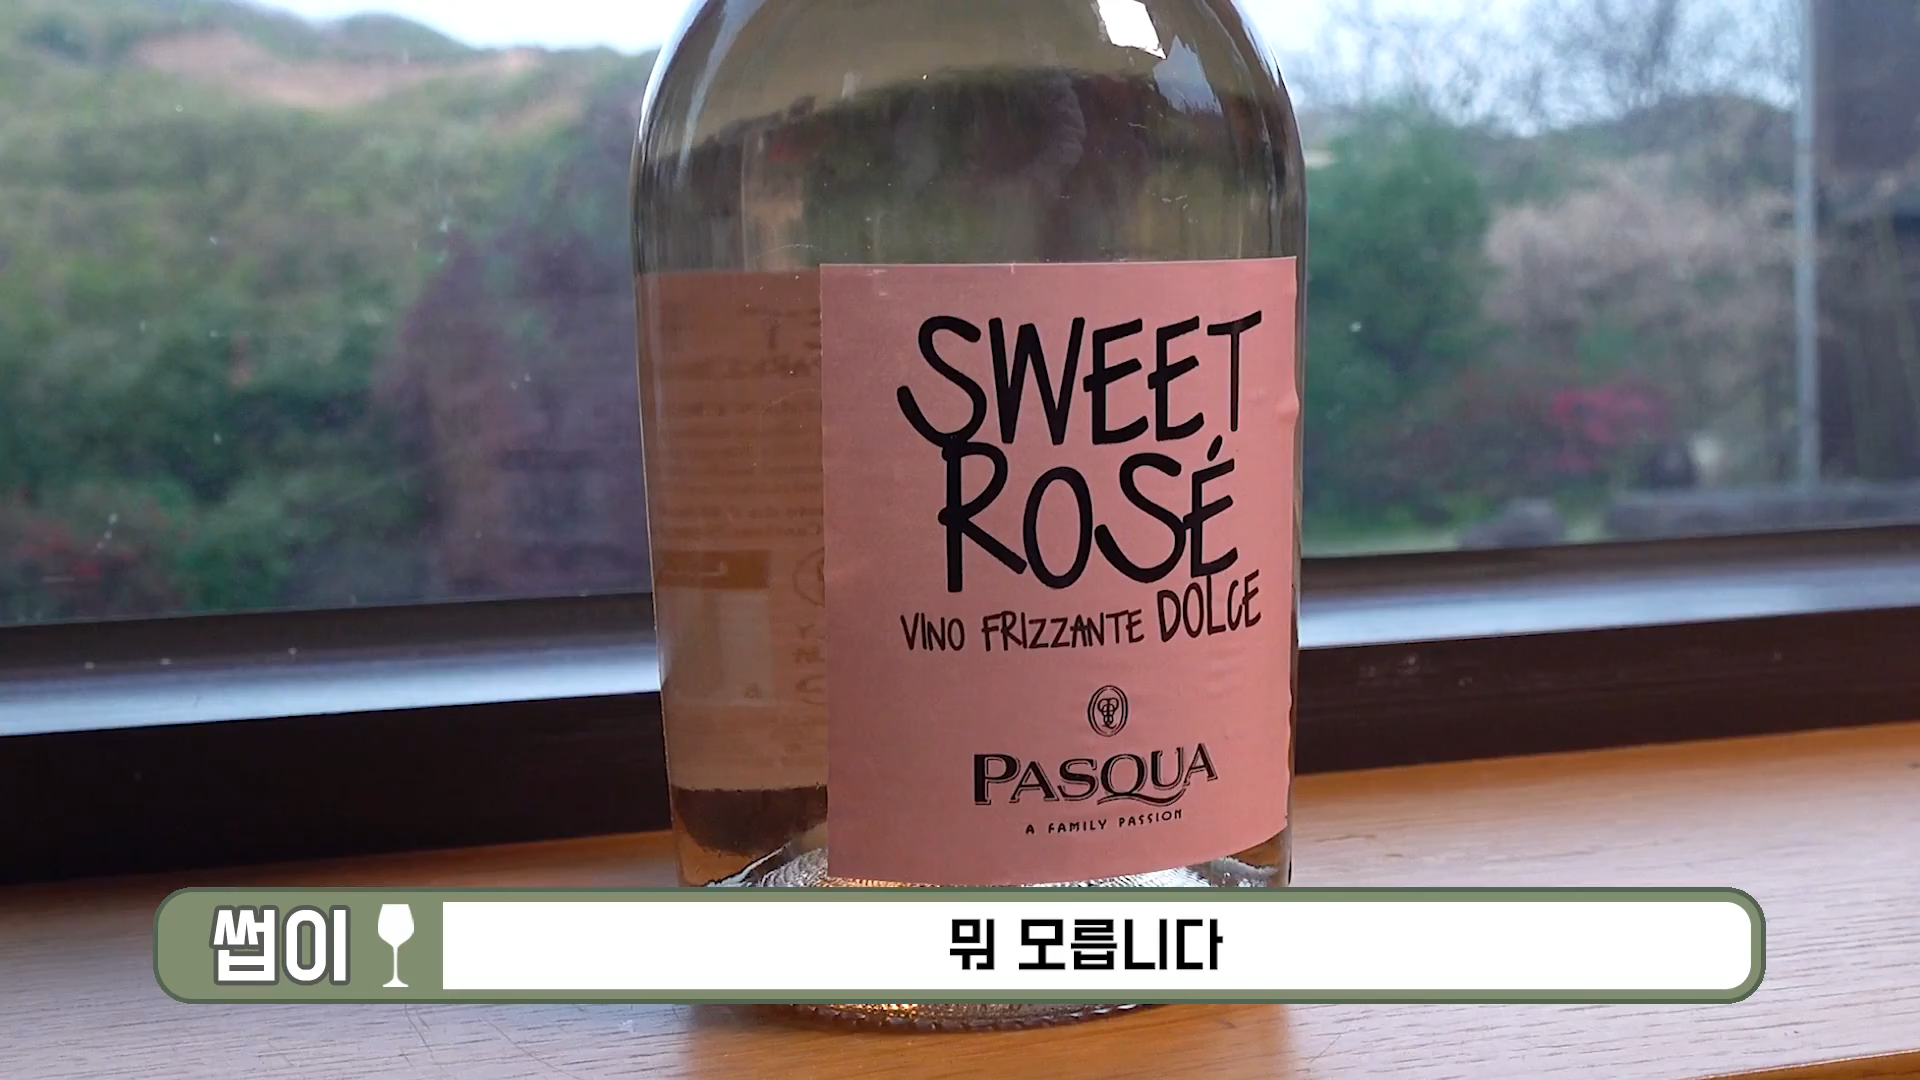 SWEET
ROSÉ
VINO FRIZZANTE DOLCE
PASQUA
A FAMILY PASSION
썹이
뭐 모릅니다